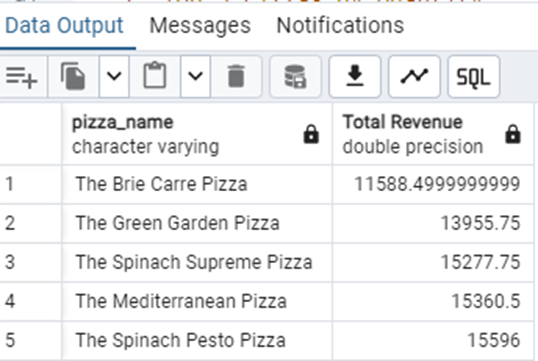 Data Output Messages Notifications
SQL
pizza_name Total Revenue
character varying double precision
1 The Brie Carre Pizza 11588.4999999999
2 The Green Garden Pizza 13955.75
3 The Spinach Supreme Pizza 15277.75
4 The Mediterranean Pizza 15360.5
5 The Spinach Pesto Pizza 15596